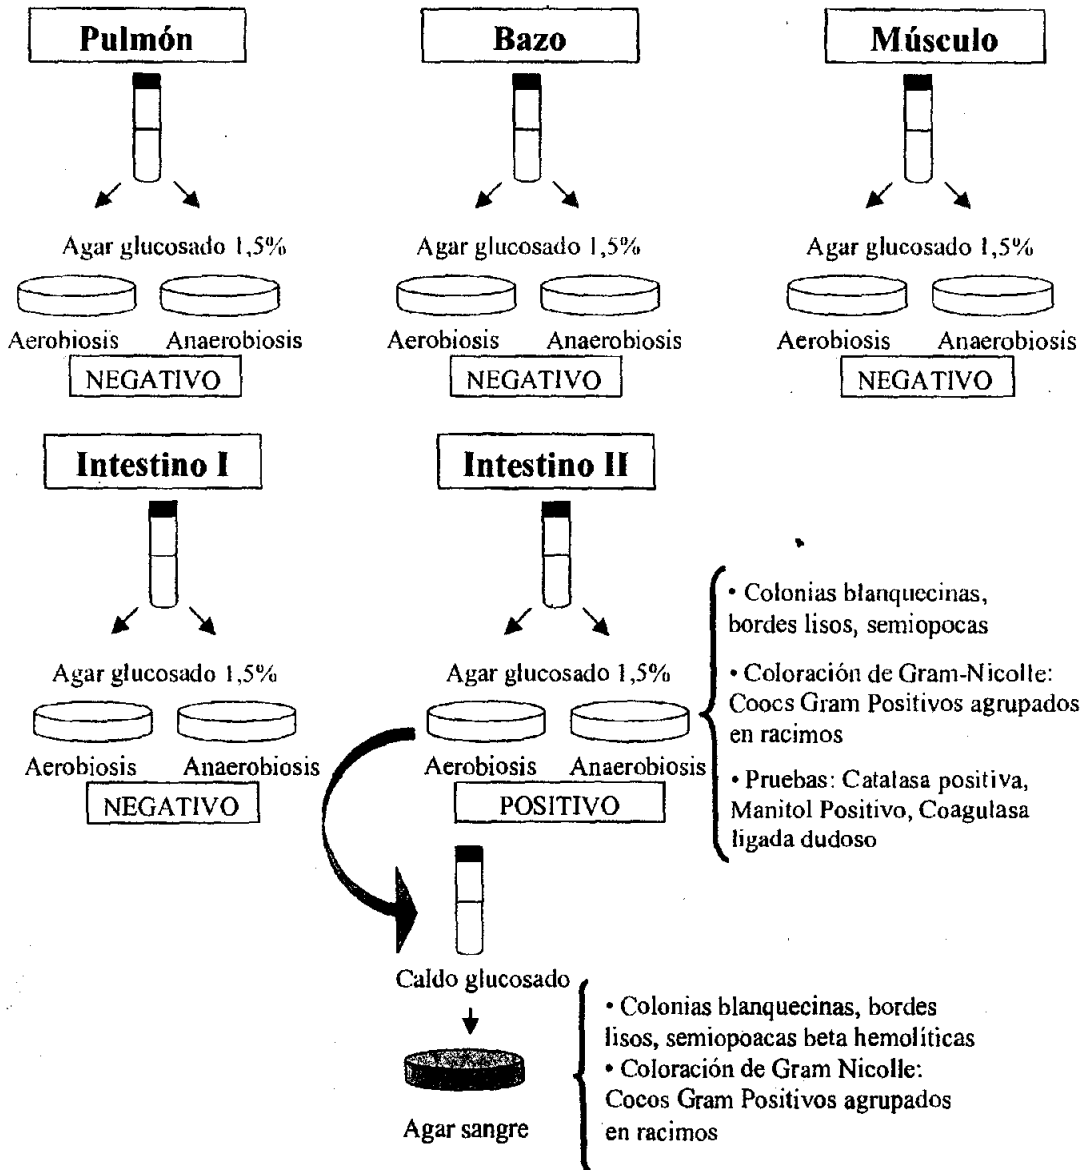 Pulmón
Bazo
Músculo
Agar glucosado 1,5%
Agar glucosado 1,5%
Agar glucosado 1,5%
Aerobiosis
Anaerobiosis
Aerobiosis
Anaerobiosis
Aerobiosis
Anaerobiosis
NEGATIVO
NEGATIVO
NEGATIVO
Intestino I
Intestino II
Agar glucosado 1,5%
Agar glucosado 1,5%
Aerobiosis
Anaerobiosis
Aerobiosis
Anaerobiosis
NEGATIVO
POSITIVO
• Colonias blanquecinas,
bordes lisos, semiopocas
• Coloración de Gram-Nicolle:
Coocs Gram Positivos agrupados
en racimos
• Pruebas: Catalasa positiva,
Manitol Positivo, Coagulasa
ligada dudoso
Caldo glucosado
Agar sangre
• Colonias blanquecinas, bordes
lisos, semiopoacas beta hemolíticas
• Coloración de Gram Nicolle:
Cocos Gram Positivos agrupados
en racimos